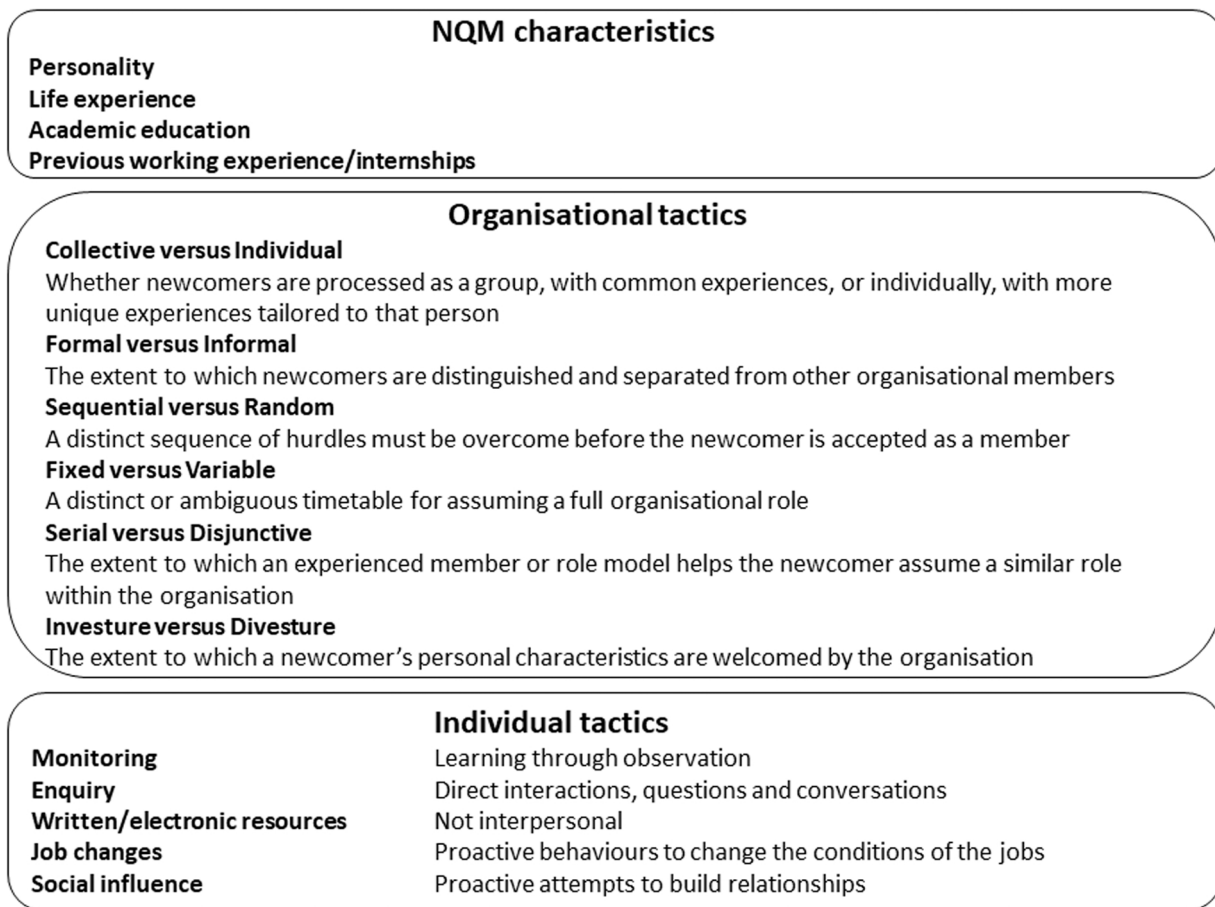 NQM characteristics
Personality
Life experience
Academic education
Previous working experience/internships
Organisational tactics
Collective versus Individual
Whether newcomers are processed as a group, with common experiences, or individually, with more
unique experiences tailored to that person
Formal versus Informal
The extent to which newcomers are distinguished and separated from other organisational members
Sequential versus Random
A distinct sequence of hurdles must be overcome before the newcomer is accepted as a member
Fixed versus Variable
A distinct or ambiguous timetable for assuming a full organisational role
Serial versus Disjunctive
The extent to which an experienced member or role model helps the newcomer assume a similar role
within the organisation
Investure versus Divesture
The extent to which a newcomer’s personal characteristics are welcomed by the organisation
Individual tactics
Monitoring Learning through observation
Enquiry Direct interactions, questions and conversations
Written/electronic resources Not interpersonal
Job changes Proactive behaviours to change the conditions of the jobs
Social influence Proactive attempts to build relationships